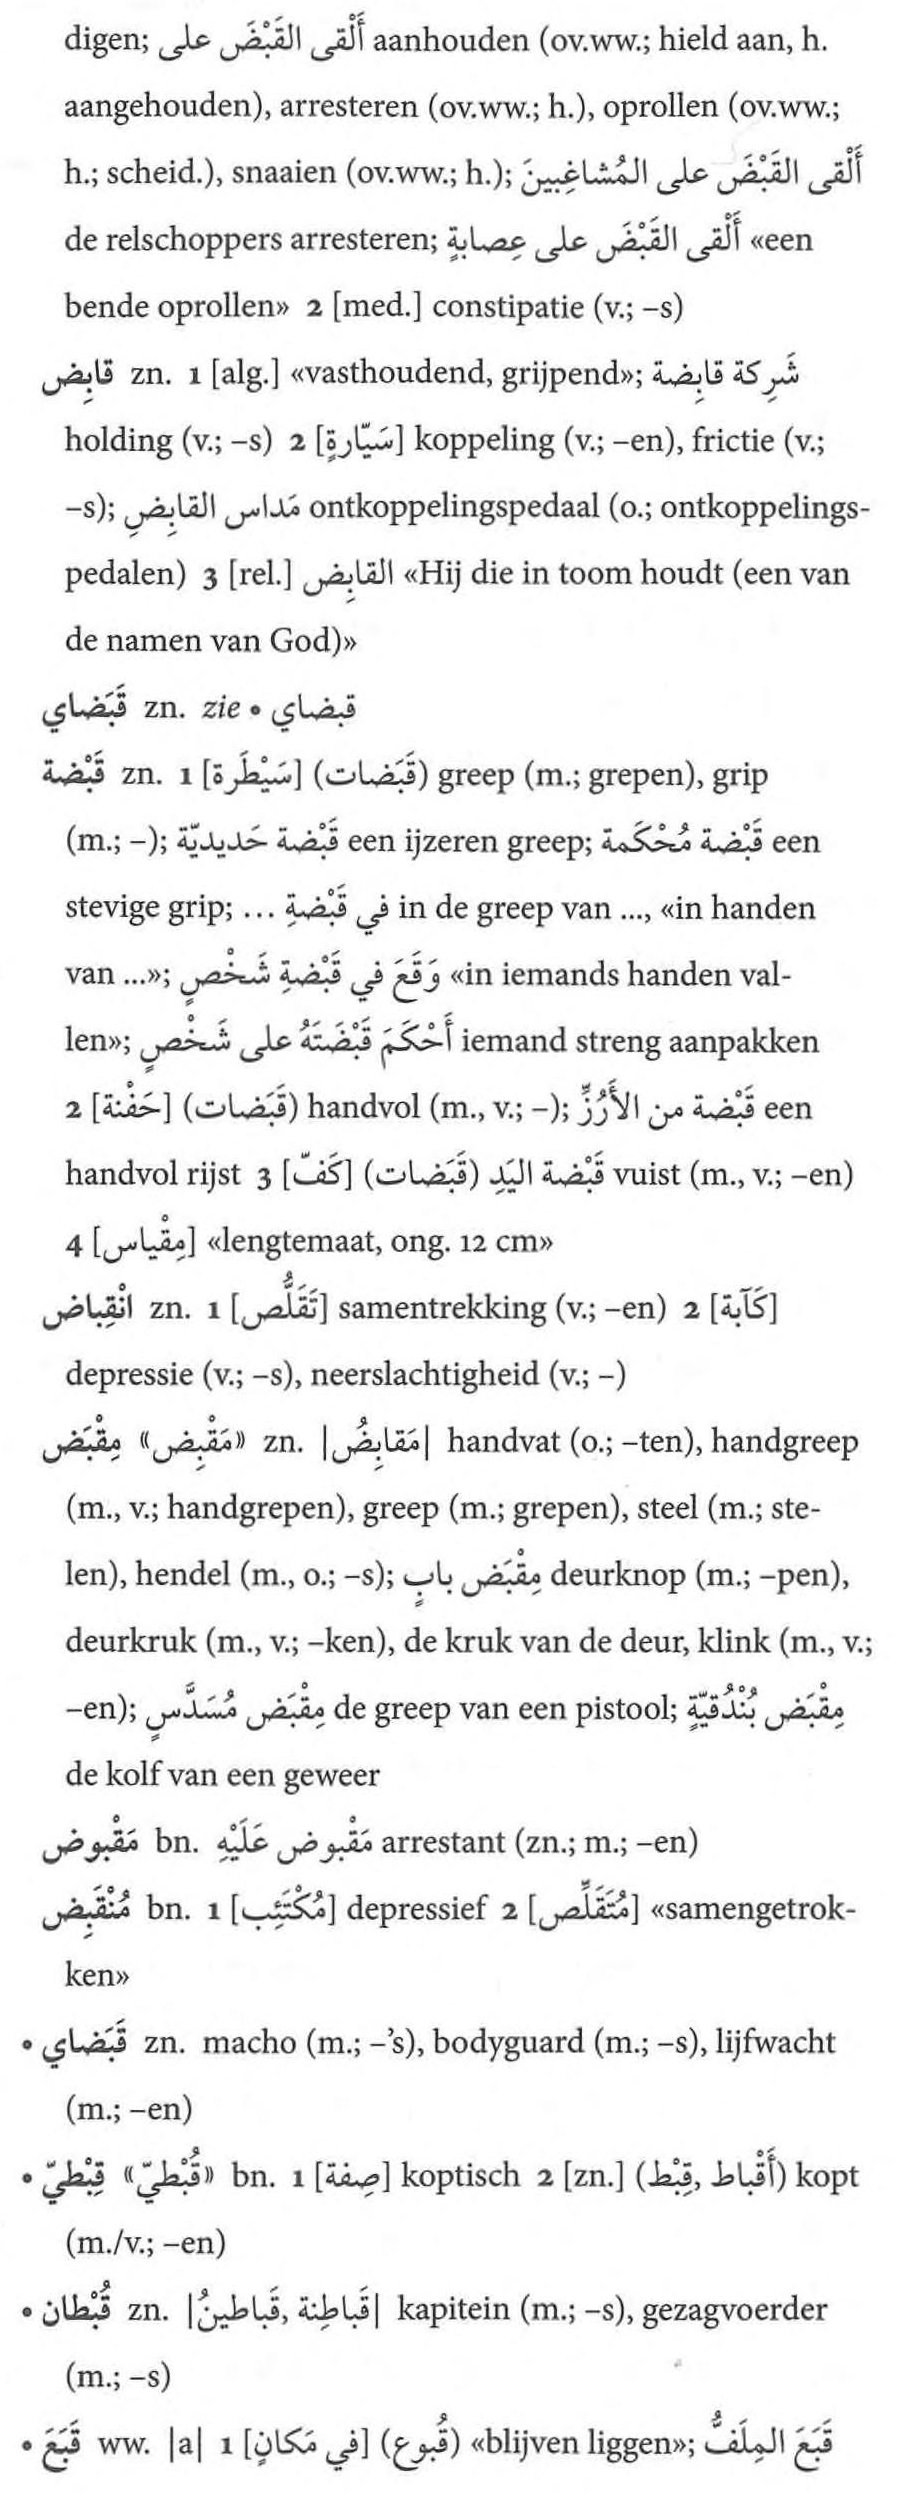 digen; أَلْقى القَبْضَ على aanhouden (ov.ww.; hield aan, h.
aangehouden), arresteren (ov.ww.; h.), oprollen (ov.ww.;
h.; scheid.), snaaien (ov.ww.; h.); أَلْقى القَبْضَ على المُشاغِبينَ
de relschoppers arresteren; أَلْقى القَبْضَ على عِصابةٍ «een
bende oprollen» 2 [med.] constipatie (v.; –s)
قابِض zn. 1 [alg.] «vasthoudend, grijpend»; شَرِكة قابِضة
holding (v.; –s) 2 [سَيّارةٍ] koppeling (v.; –en), frictie (v.;
–s); مَداس القابِضِ ontkoppelingspedaal (o.; ontkoppelings-
pedalen) 3 [rel.] القابِض «Hij die in toom houdt (een van
de namen van God)»
قَبَضاي zn. zie • قبضاي
قَبْضة zn. 1 [سَيْطَرة] (قَبَضات) greep (m.; grepen), grip
(m.; –); قَبْضة حَديديّة een ijzeren greep; قَبْضة مُحْكَمة een
stevige grip; … في قَبْضةِ in de greep van ..., «in handen
van ...»; وَقَعَ في قَبْضةِ شَخْصٍ «in iemands handen val-
len»; أَحْكَمَ قَبْضَتَهُ على شَخْصٍ iemand streng aanpakken
2 [حَفْنة] (قَبَضات) handvol (m., v.; –); قَبْضة من الأَرُزِّ een
handvol rijst 3 [كَفّ] (قَبَضات) قَبْضة اليَدِ vuist (m., v.; –en)
4 [مِقْياس] «lengtemaat, ong. 12 cm»
انْقِباض zn. 1 [تَقَلُّص] samentrekking (v.; –en) 2 [كَآبة]
depressie (v.; –s), neerslachtigheid (v.; –)
مِقْبَض «مَقْبِض» zn. |مَقابِضُ| handvat (o.; –ten), handgreep
(m., v.; handgrepen), greep (m.; grepen), steel (m.; ste-
len), hendel (m., o.; –s); مِقْبَض بابٍ deurknop (m.; –pen),
deurkruk (m., v.; –ken), de kruk van de deur, klink (m., v.;
–en); مِقْبَض مُسَدَّسٍ de greep van een pistool; مِقْبَض بُنْدُقيّةٍ
de kolf van een geweer
مَقْبوض bn. مَقْبوض عَلَيْهِ arrestant (zn.; m.; –en)
مُنْقَبِض bn. 1 [مُكْتَئِب] depressief 2 [مُتَقَلِّص] «samengetrok-
ken»
• قَبَضاي zn. macho (m.; –’s), bodyguard (m.; –s), lijfwacht
(m.; –en)
• قِبْطيّ «قُبْطيّ» bn. 1 [صِفة] koptisch 2 [zn.] (أَقْباط, قِبْط) kopt
(m./v.; –en)
• قُبْطان zn. |قَباطِنة, قَباطينُ| kapitein (m.; –s), gezagvoerder
(m.; –s)
• قَبَعَ ww. |a| 1 [في مَكانٍ] (قُبوع) «blijven liggen»; قَبَعَ المِلَفُّ